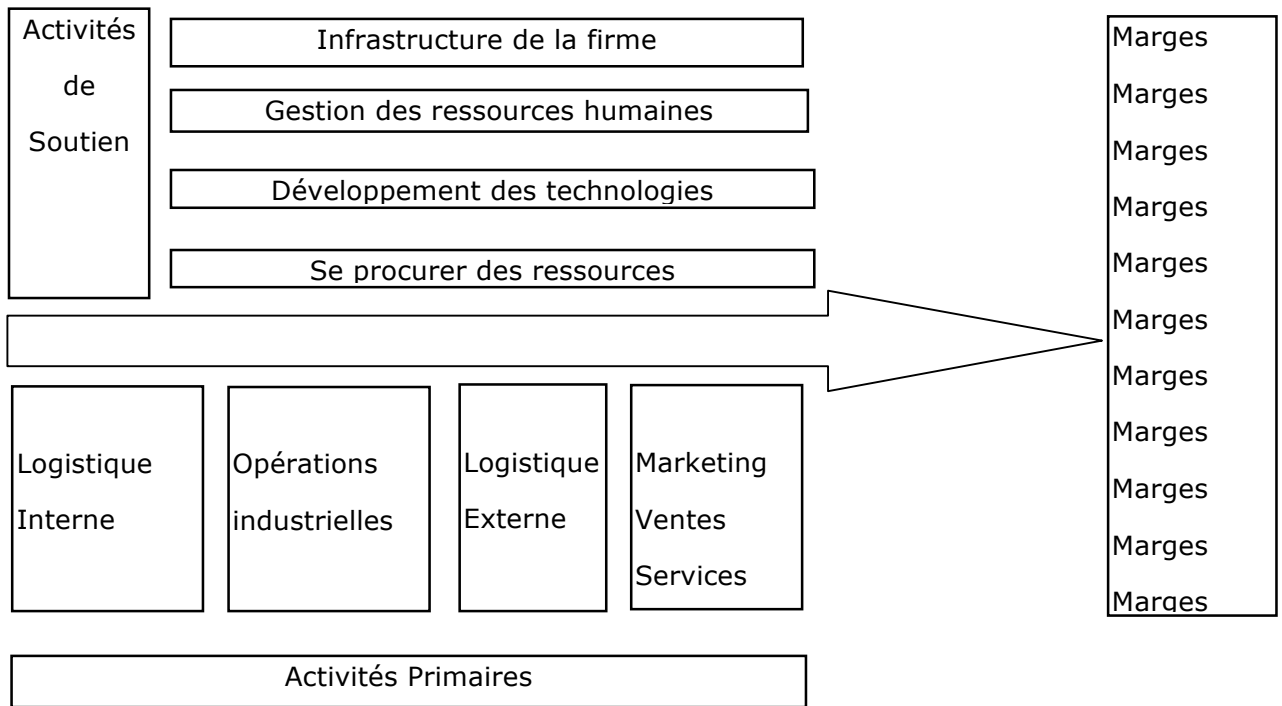 Activités
de
Soutien
Infrastructure de la firme
Gestion des ressources humaines
Développement des technologies
Se procurer des ressources
Marges
Marges
Marges
Marges
Marges
Marges
Marges
Marges
Marges
Marges
Marges
Logistique
Interne
Opérations
industrielles
Logistique
Externe
Marketing
Ventes
Services
Activités Primaires